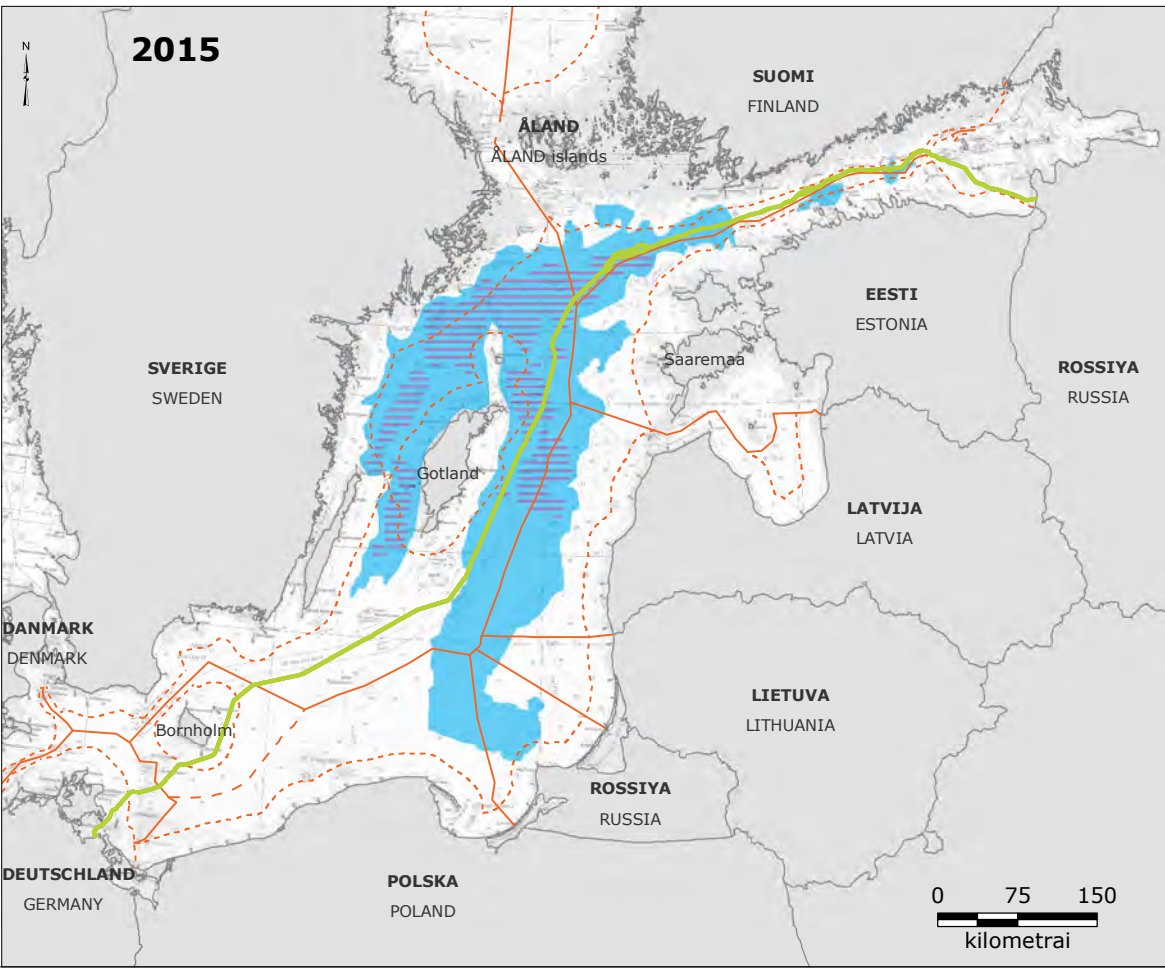 2015
N
SUOMI
FINLAND
ÅLAND
ÅLAND islands
EESTI
ESTONIA
SVERIGE
SWEDEN
Saaremaa
ROSSIYA
RUSSIA
Gotland
LATVIJA
LATVIA
DANMARK
DENMARK
LIETUVA
LITHUANIA
Bornholm
ROSSIYA
RUSSIA
DEUTSCHLAND
GERMANY
POLSKA
POLAND
0 75 150
kilometrai